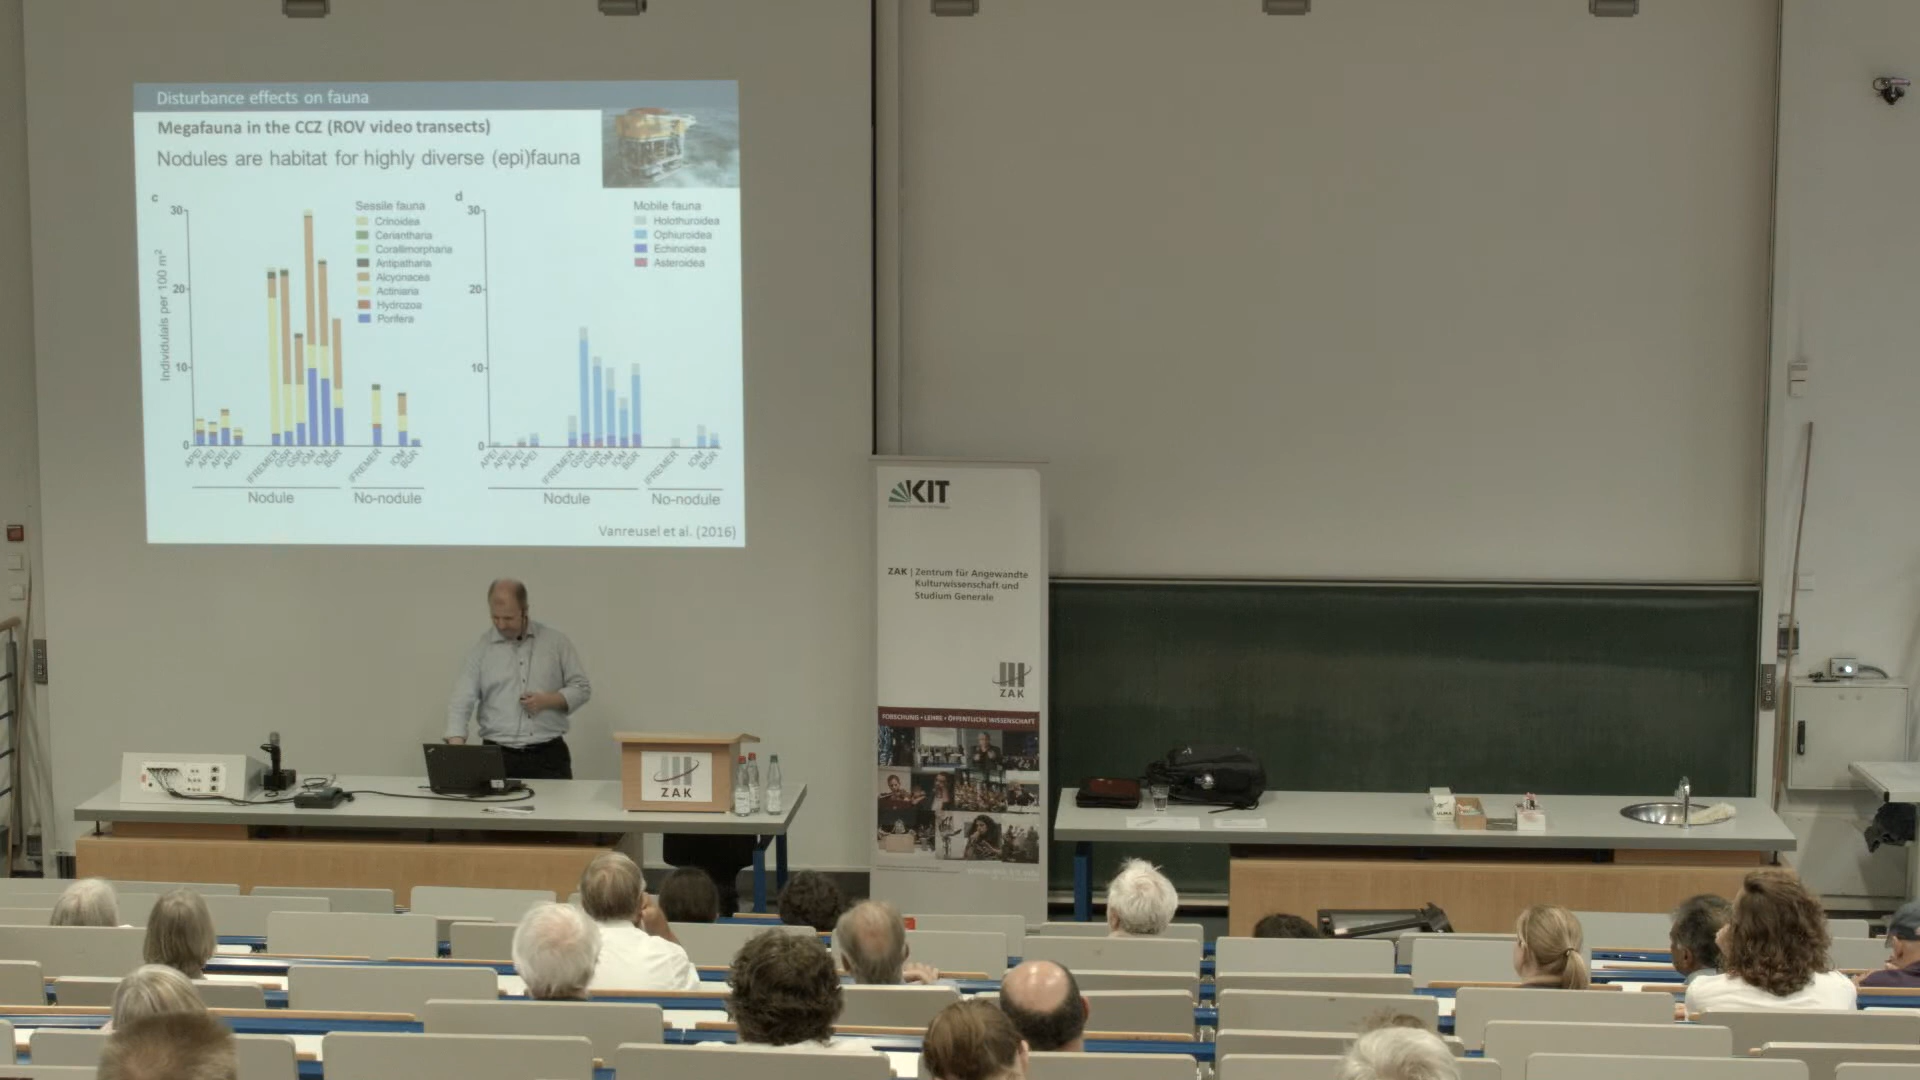 Disturbance effects on fauna
Megafauna in the CCZ (ROV video transects)
Nodules are habitat for highly diverse (epi)fauna
c
Individulals per 100 m²
30
20
10
0
Sessile fauna
Crinoidea
Ceriantharia
Corallimorpharia
Antipatharia
Alcyonacea
Actiniaria
Hydrozoa
Porifera
APEI
APEI
APEI
APEI
IFREMER
GSR
GSR
IOM
IOM
BGR
IFREMER
IOM
BGR
Nodule
No-nodule
d
30
20
10
0
Mobile fauna
Holothuroidea
Ophiuroidea
Echinoidea
Asteroidea
APEI
APEI
APEI
APEI
IFREMER
GSR
GSR
IOM
IOM
BGR
IFREMER
IOM
BGR
Nodule
No-nodule
Vanreusel et al. (2016)
KIT
ZAK | Zentrum für Angewandte
Kulturwissenschaft und
Studium Generale
ZAK
FORSCHUNG • LEHRE • ÖFFENTLICHE WISSENSCHAFT
ZAK